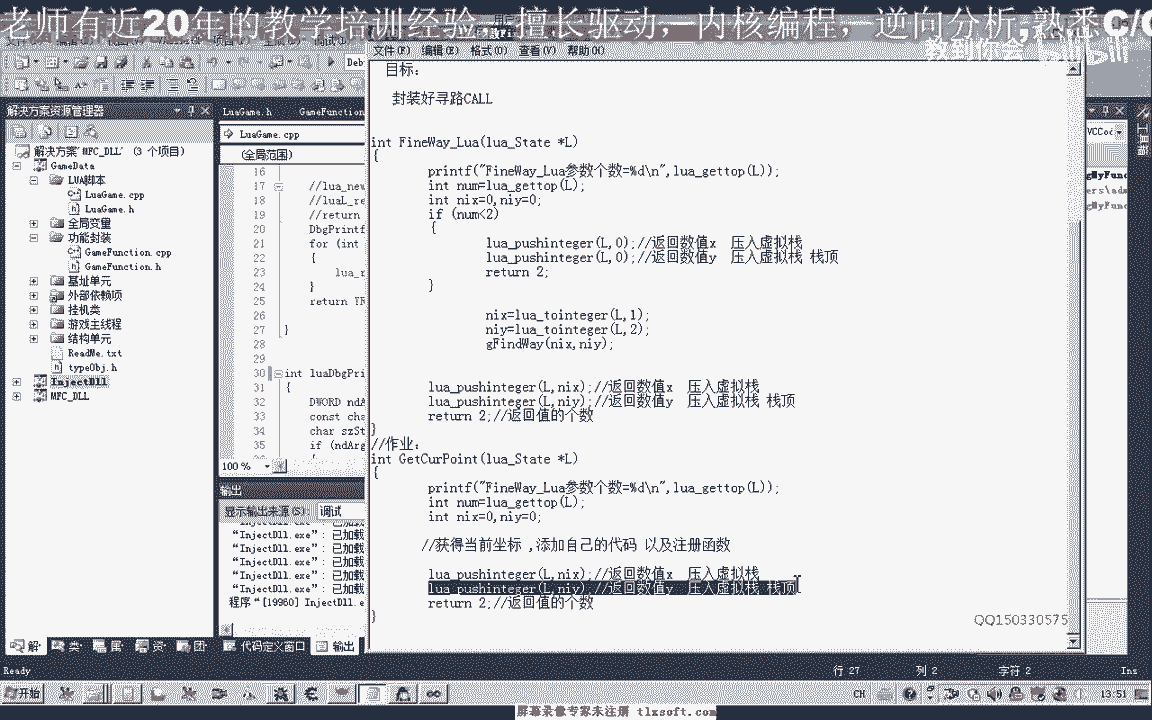 老师有近20年的教学培训经验,擅长驱动,内核编程,逆向分析,熟悉C/C
教到你会 bilibili
文件(F) 编辑(E) 格式(O) 查看(V) 帮助(H)
目标:
封装好寻路CALL
int FineWay_Lua(lua_State *L)
{
printf("FineWay_Lua参数个数=%d\n",lua_gettop(L));
int num=lua_gettop(L);
int nix=0,niy=0;
if (num<2)
{
lua_pushinteger(L,0);//返回数值x 压入虚拟栈
lua_pushinteger(L,0);//返回数值y 压入虚拟栈 栈顶
return 2;
}
nix=lua_tointeger(L,1);
niy=lua_tointeger(L,2);
gFindWay(nix,niy);
lua_pushinteger(L,nix);//返回数值x 压入虚拟栈
lua_pushinteger(L,niy);//返回数值y 压入虚拟栈 栈顶
return 2;//返回值的个数
}
//作业:
int GetCurPoint(lua_State *L)
{
printf("FineWay_Lua参数个数=%d\n",lua_gettop(L));
int num=lua_gettop(L);
int nix=0,niy=0;
//获得当前坐标 ,添加自己的代码 以及注册函数
lua_pushinteger(L,nix);//返回数值x 压入虚拟栈
lua_pushinteger(L,niy);//返回数值y 压入虚拟栈 栈顶
return 2;//返回值的个数
}
QQ150330575
解决方案资源管理器
解决方案"MFC_DLL" (3 个项目)
GameData
LUA脚本
LuaGame.cpp
LuaGame.h
全局变量
功能封装
GameFunction.cpp
GameFunction.h
基址单元
外部依赖项
挂机类
游戏主线程
结构单元
ReadMe.txt
typeObj.h
InjectDll
MFC_DLL
LuaGame.h GameFunction
LuaGame.cpp
(全局范围)
16
17 //lua_new
18 //luaL_re
19 //return
20 DbgPrintf
21 for (int
22 {
23 lua_r
24 }
25 return TR
26
27 }
28
29
30 int luaDbgPri
31 {
32 DWORD ndA
33 const cha
34 char szSt
35 if (ndArg
100 %
输出
显示输出来源(S): 调试
"InjectDll.exe": 已加载
"InjectDll.exe": 已加载
"InjectDll.exe": 已加载
"InjectDll.exe": 已加载
"InjectDll.exe": 已加载
程序"[19360] InjectDll.e
解 类 属 资 团 代码定义窗口 输出
VCCod
gMyFunc
ers\adm
gMyFunc
工具箱
Ready 行 27 列 2 字符 2 Ins
开始 CH 13:51
屏幕录像专家未注册 tlxsoft.com